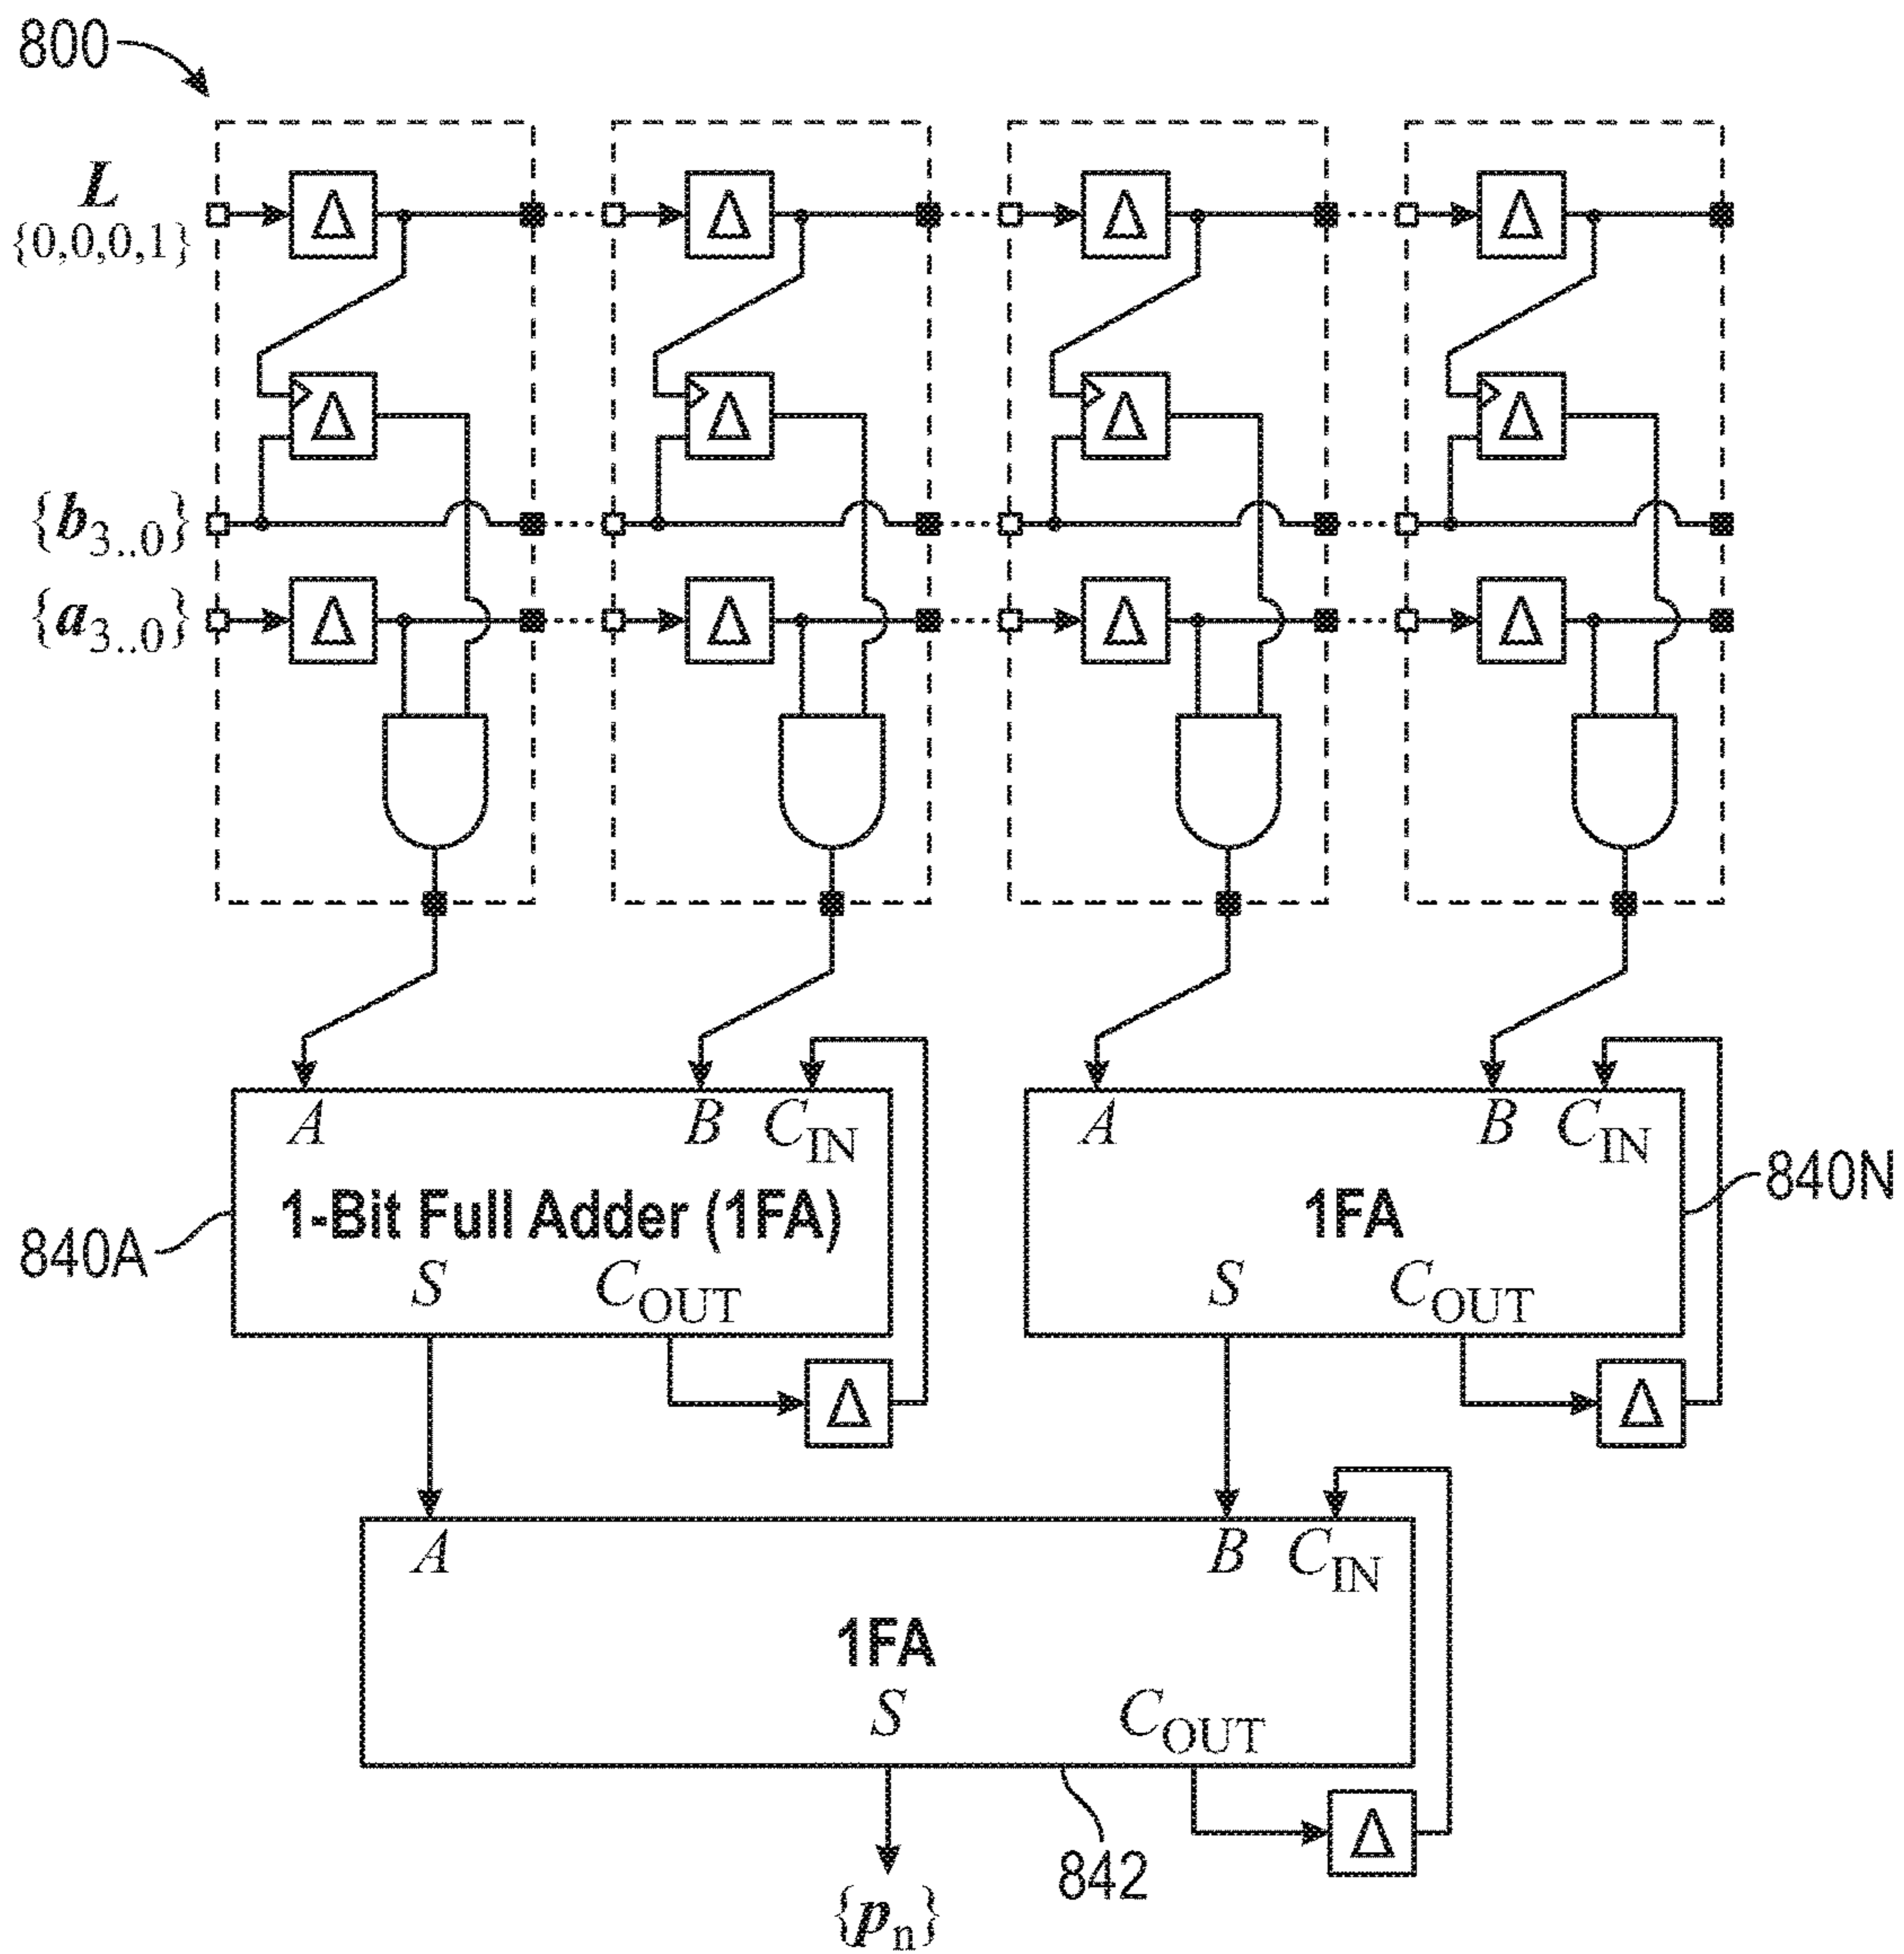 800
L
{0,0,0,1}
Δ Δ Δ Δ
Δ Δ Δ Δ
{b3..0}
{a3..0}
Δ Δ Δ Δ
A B CIN A B CIN
840N
1-Bit Full Adder (1FA) 1FA
840A
S COUT S COUT
Δ Δ
A B CIN
1FA
S COUT
Δ
842
{pn}